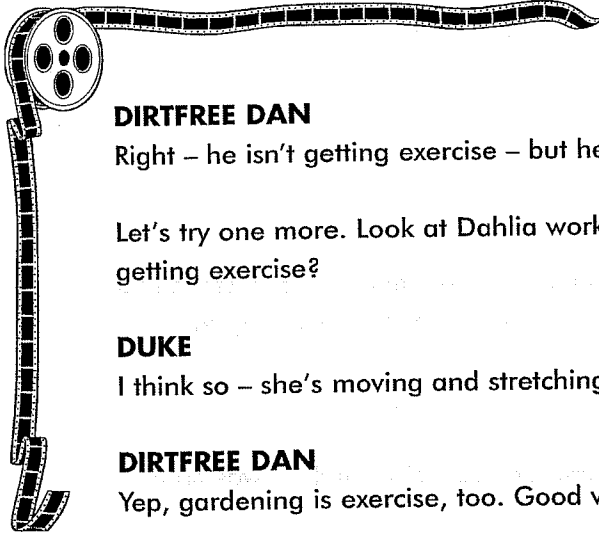 DIRTFREE DAN
Right – he isn't getting exercise – but he
Let's try one more. Look at Dahlia work
getting exercise?
DUKE
I think so – she's moving and stretching
DIRTFREE DAN
Yep, gardening is exercise, too. Good